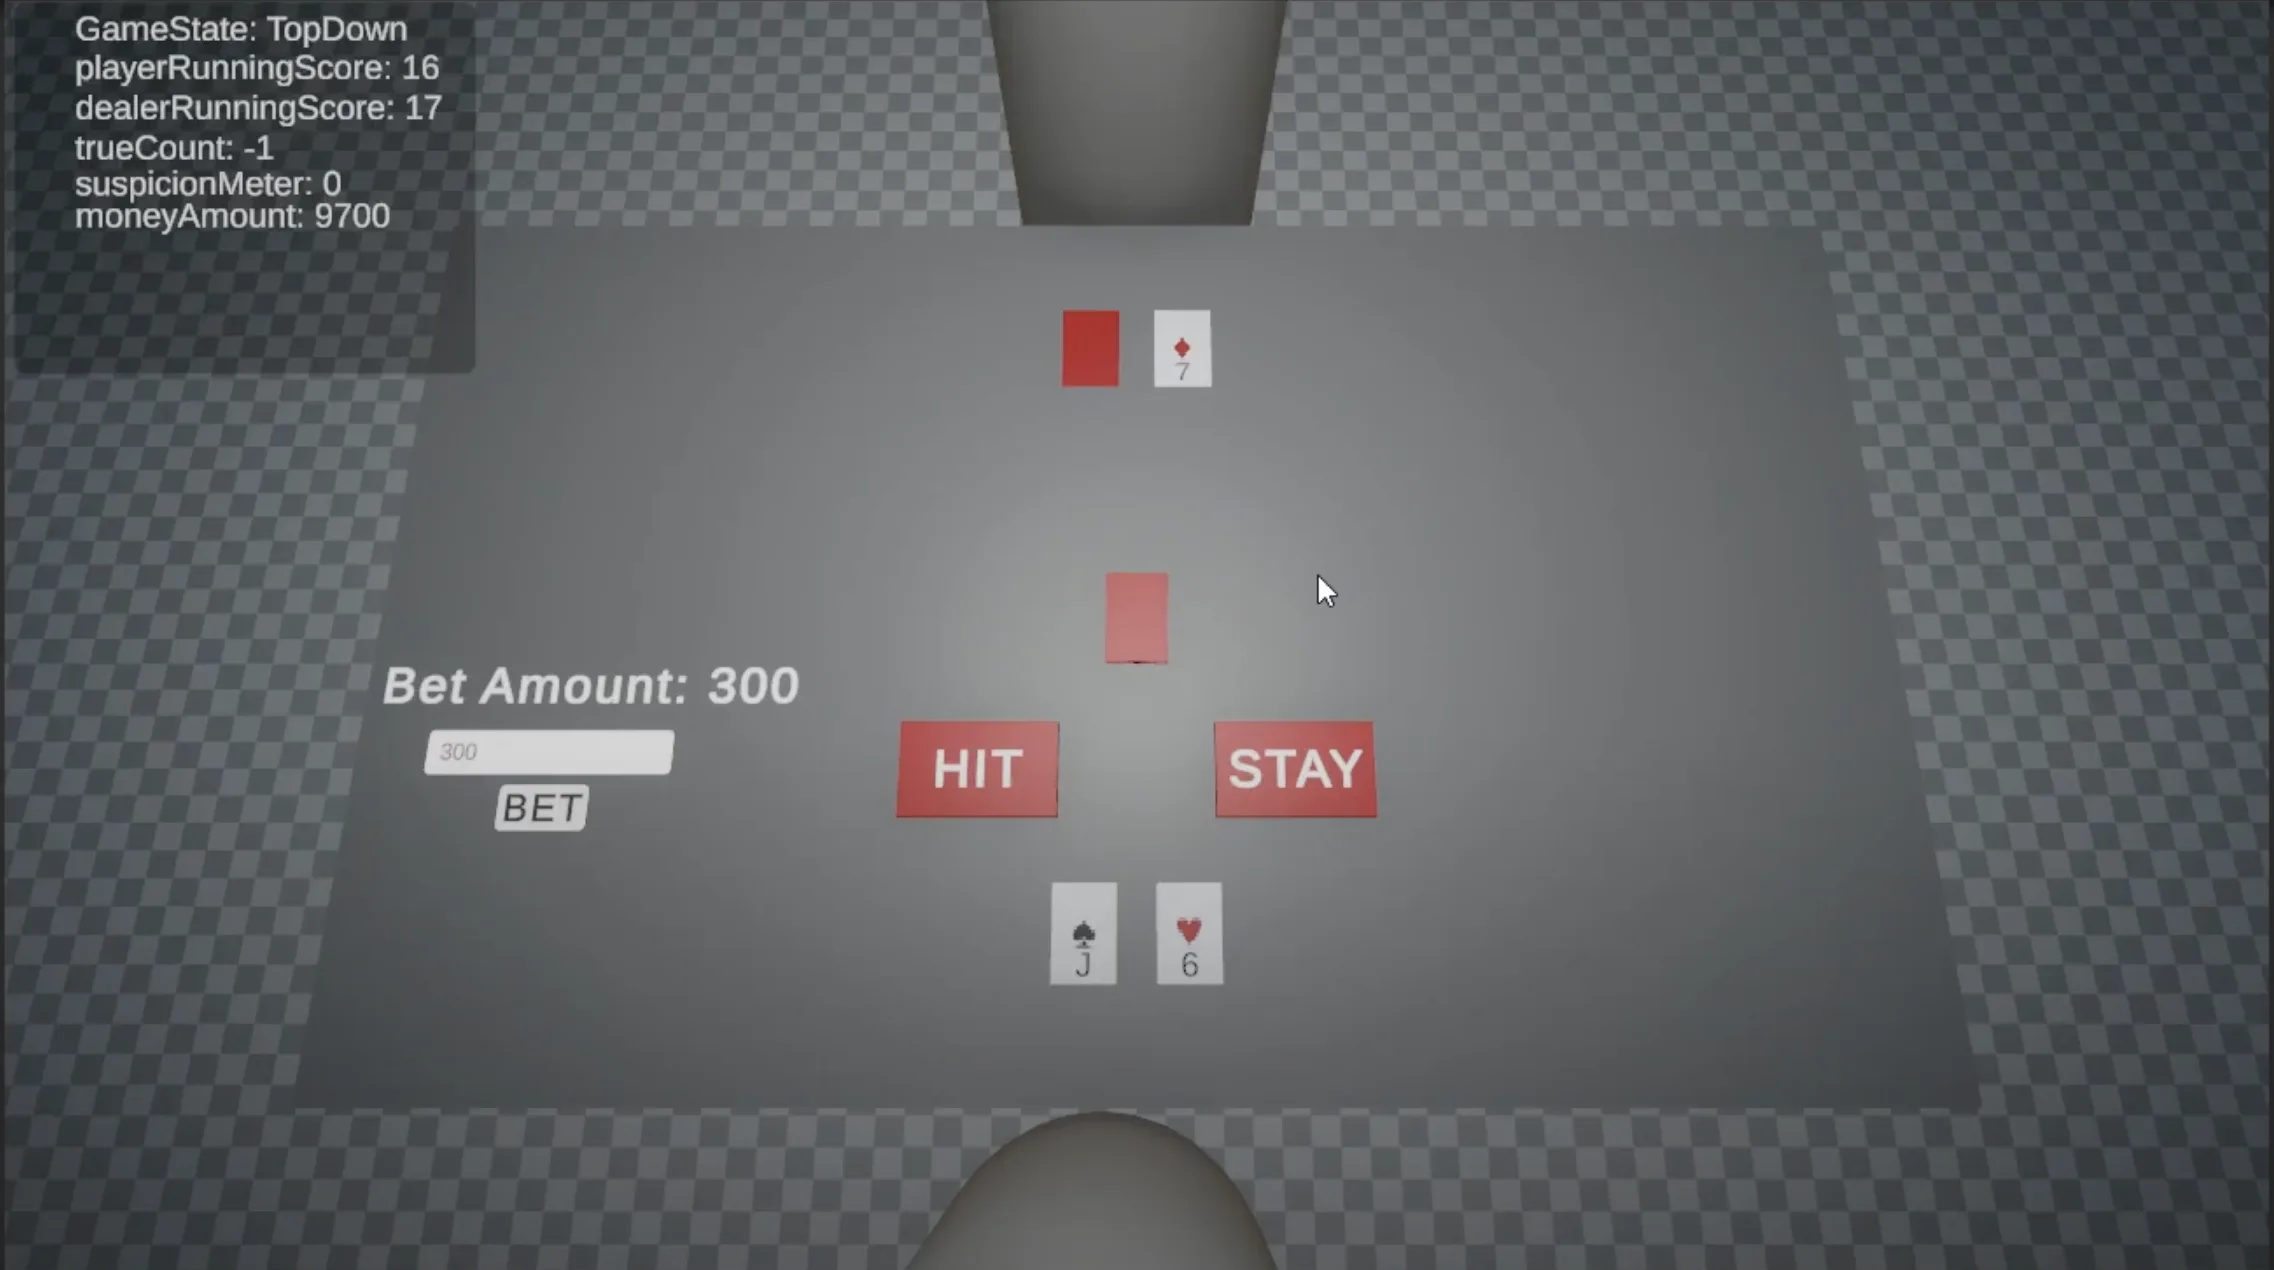 GameState: TopDown
playerRunningScore: 16
dealerRunningScore: 17
trueCount: -1
suspicionMeter: 0
moneyAmount: 9700
7
Bet Amount: 300
300
BET
HIT
STAY
J
6